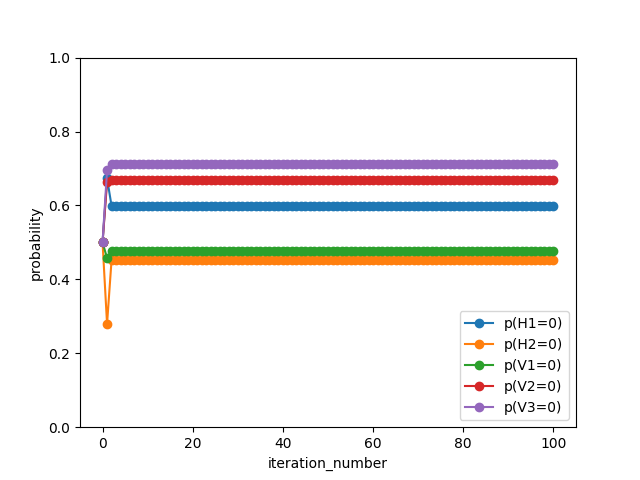 1.0
0.8
0.6
0.4
0.2
0.0
probability
0 20 40 60 80 100
iteration_number
p(H1=0)
p(H2=0)
p(V1=0)
p(V2=0)
p(V3=0)